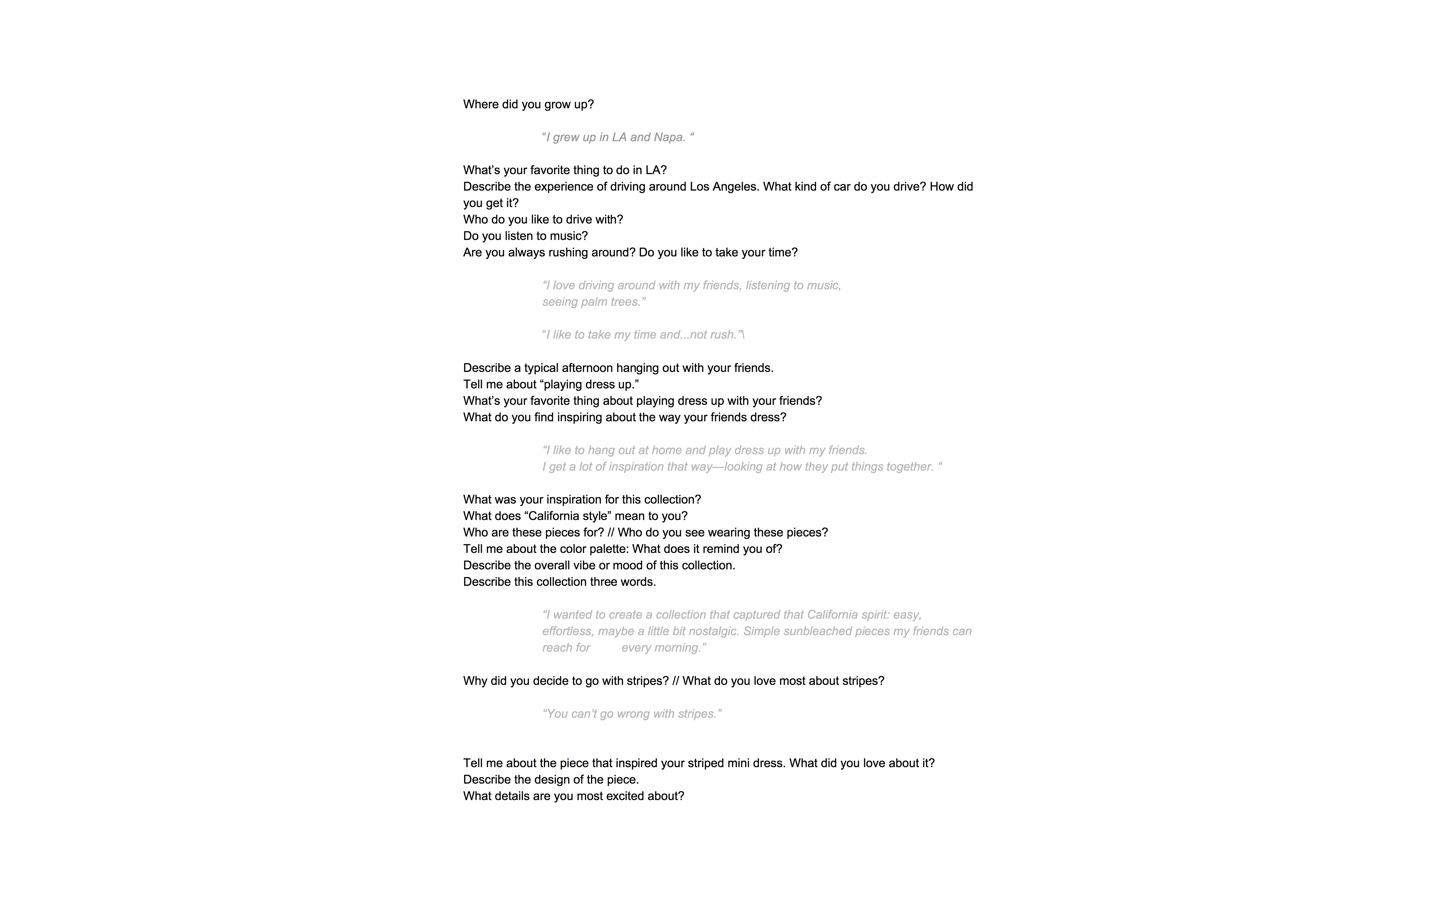 Where did you grow up?
“I grew up in LA and Napa. “
What’s your favorite thing to do in LA?
Describe the experience of driving around Los Angeles. What kind of car do you drive? How did
you get it?
Who do you like to drive with?
Do you listen to music?
Are you always rushing around? Do you like to take your time?
“I love driving around with my friends, listening to music,
seeing palm trees.”
“I like to take my time and...not rush.”\
Describe a typical afternoon hanging out with your friends.
Tell me about “playing dress up.”
What’s your favorite thing about playing dress up with your friends?
What do you find inspiring about the way your friends dress?
“I like to hang out at home and play dress up with my friends.
I get a lot of inspiration that way—looking at how they put things together. “
What was your inspiration for this collection?
What does “California style” mean to you?
Who are these pieces for? // Who do you see wearing these pieces?
Tell me about the color palette: What does it remind you of?
Describe the overall vibe or mood of this collection.
Describe this collection three words.
“I wanted to create a collection that captured that California spirit: easy,
effortless, maybe a little bit nostalgic. Simple sunbleached pieces my friends can
reach for every morning.”
Why did you decide to go with stripes? // What do you love most about stripes?
“You can’t go wrong with stripes.”
Tell me about the piece that inspired your striped mini dress. What did you love about it?
Describe the design of the piece.
What details are you most excited about?